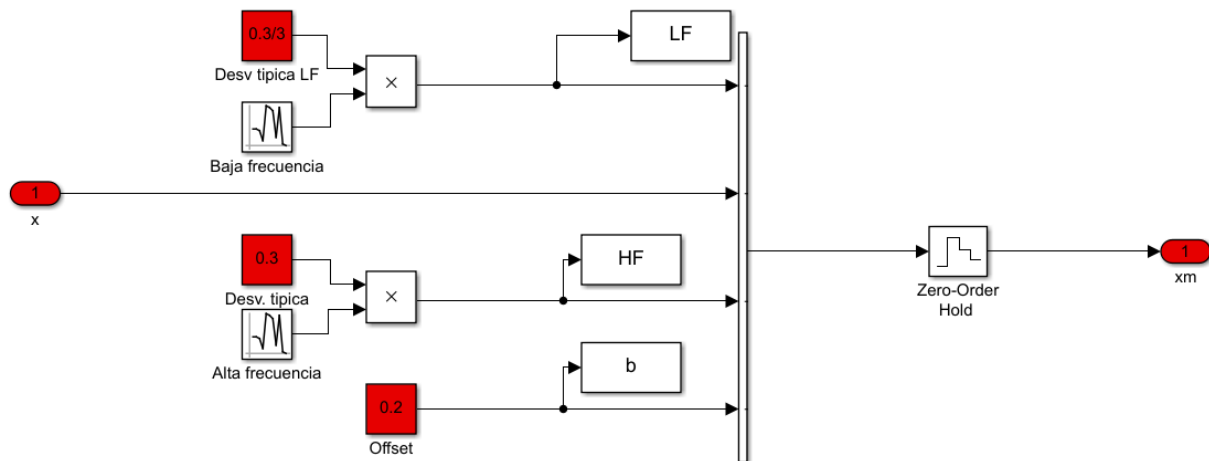 0.3/3
Desv tipica LF
×
LF
Baja frecuencia
1
x
0.3
Desv. tipica
×
HF
Alta frecuencia
Zero-Order
Hold
1
xm
b
0.2
Offset